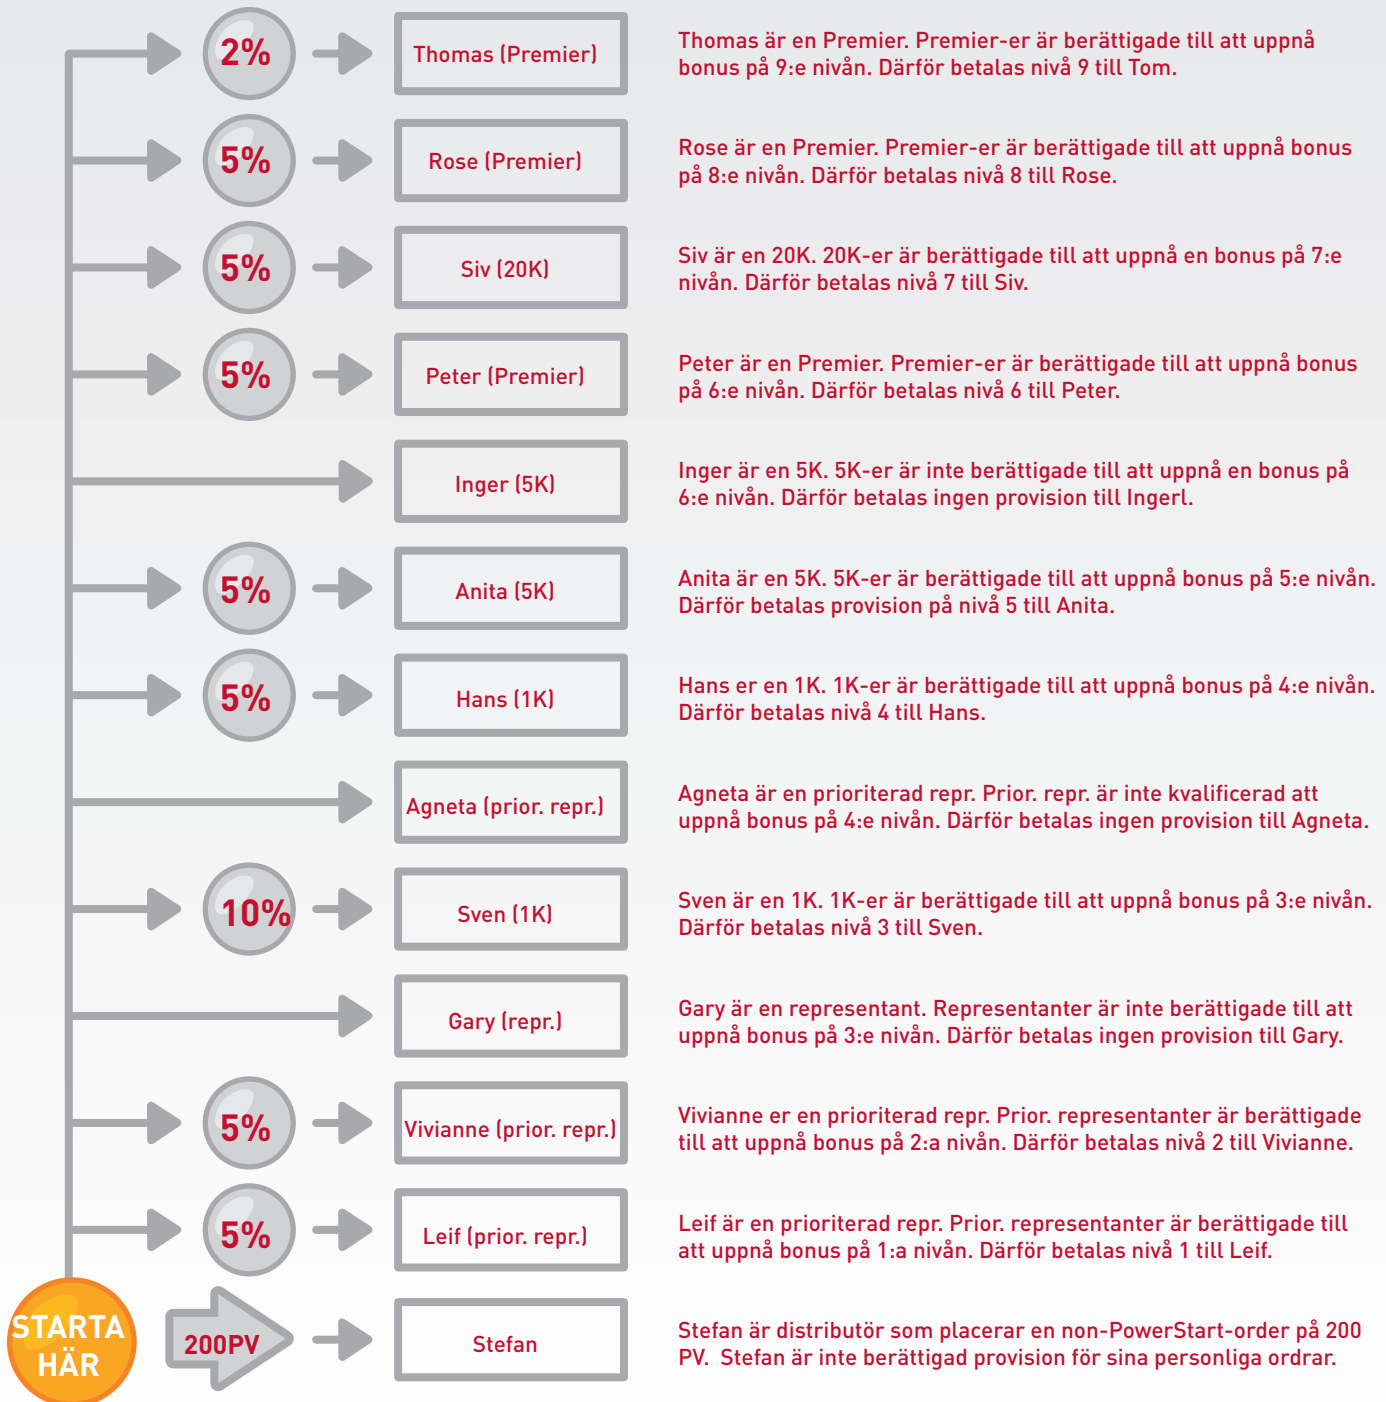 2%
Thomas (Premier)
Thomas är en Premier. Premier-er är berättigade till att uppnå
bonus på 9:e nivån. Därför betalas nivå 9 till Tom.
5%
Rose (Premier)
Rose är en Premier. Premier-er är berättigade till att uppnå bonus
på 8:e nivån. Därför betalas nivå 8 till Rose.
5%
Siv (20K)
Siv är en 20K. 20K-er är berättigade till att uppnå en bonus på 7:e
nivån. Därför betalas nivå 7 till Siv.
5%
Peter (Premier)
Peter är en Premier. Premier-er är berättigade till att uppnå bonus
på 6:e nivån. Därför betalas nivå 6 till Peter.
Inger (5K)
Inger är en 5K. 5K-er är inte berättigade till att uppnå en bonus på
6:e nivån. Därför betalas ingen provision till Ingerl.
5%
Anita (5K)
Anita är en 5K. 5K-er är berättigade till att uppnå bonus på 5:e nivån.
Därför betalas provision på nivå 5 till Anita.
5%
Hans (1K)
Hans er en 1K. 1K-er är berättigade till att uppnå bonus på 4:e nivån.
Därför betalas nivå 4 till Hans.
Agneta (prior. repr.)
Agneta är en prioriterad repr. Prior. repr. är inte kvalificerad att
uppnå bonus på 4:e nivån. Därför betalas ingen provision till Agneta.
10%
Sven (1K)
Sven är en 1K. 1K-er är berättigade till att uppnå bonus på 3:e nivån.
Därför betalas nivå 3 till Sven.
Gary (repr.)
Gary är en representant. Representanter är inte berättigade till att
uppnå bonus på 3:e nivån. Därför betalas ingen provision till Gary.
5%
Vivianne (prior. repr.)
Vivianne er en prioriterad repr. Prior. representanter är berättigade
till att uppnå bonus på 2:a nivån. Därför betalas nivå 2 till Vivianne.
5%
Leif (prior. repr.)
Leif är en prioriterad repr. Prior. representanter är berättigade till
att uppnå bonus på 1:a nivån. Därför betalas nivå 1 till Leif.
STARTA
HÄR
200PV
Stefan
Stefan är distributör som placerar en non-PowerStart-order på 200
PV. Stefan är inte berättigad provision för sina personliga ordrar.